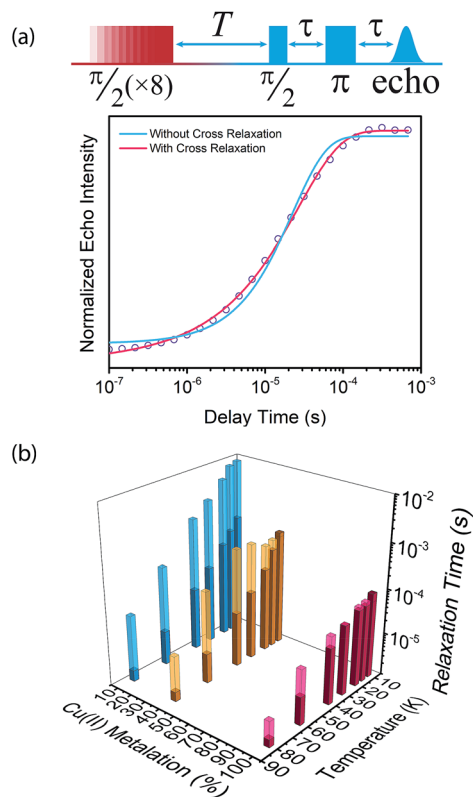 (a)
T τ τ
π/2(×8) π/2 π echo
Without Cross Relaxation
With Cross Relaxation
Normalized Echo Intensity
10⁻⁷ 10⁻⁶ 10⁻⁵ 10⁻⁴ 10⁻³
Delay Time (s)
(b)
10⁻²
10⁻³
10⁻⁴
10⁻⁵
Relaxation Time (s)
10
20
30
40
50
60
70
80
90
Temperature (K)
10
20
30
40
50
60
70
80
90
100
Cu(II) Metalation (%)